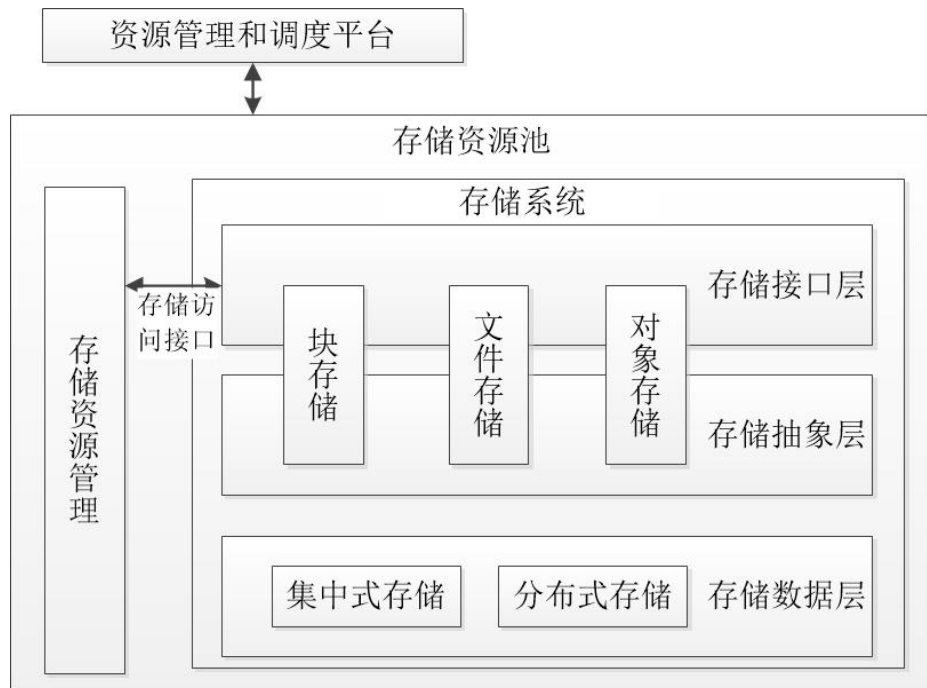 资源管理和调度平台
存储资源池
存储系统
存储接口层
存储访
问接口
存储资源管理
块存储
文件存储
对象存储
存储抽象层
集中式存储
分布式存储
存储数据层